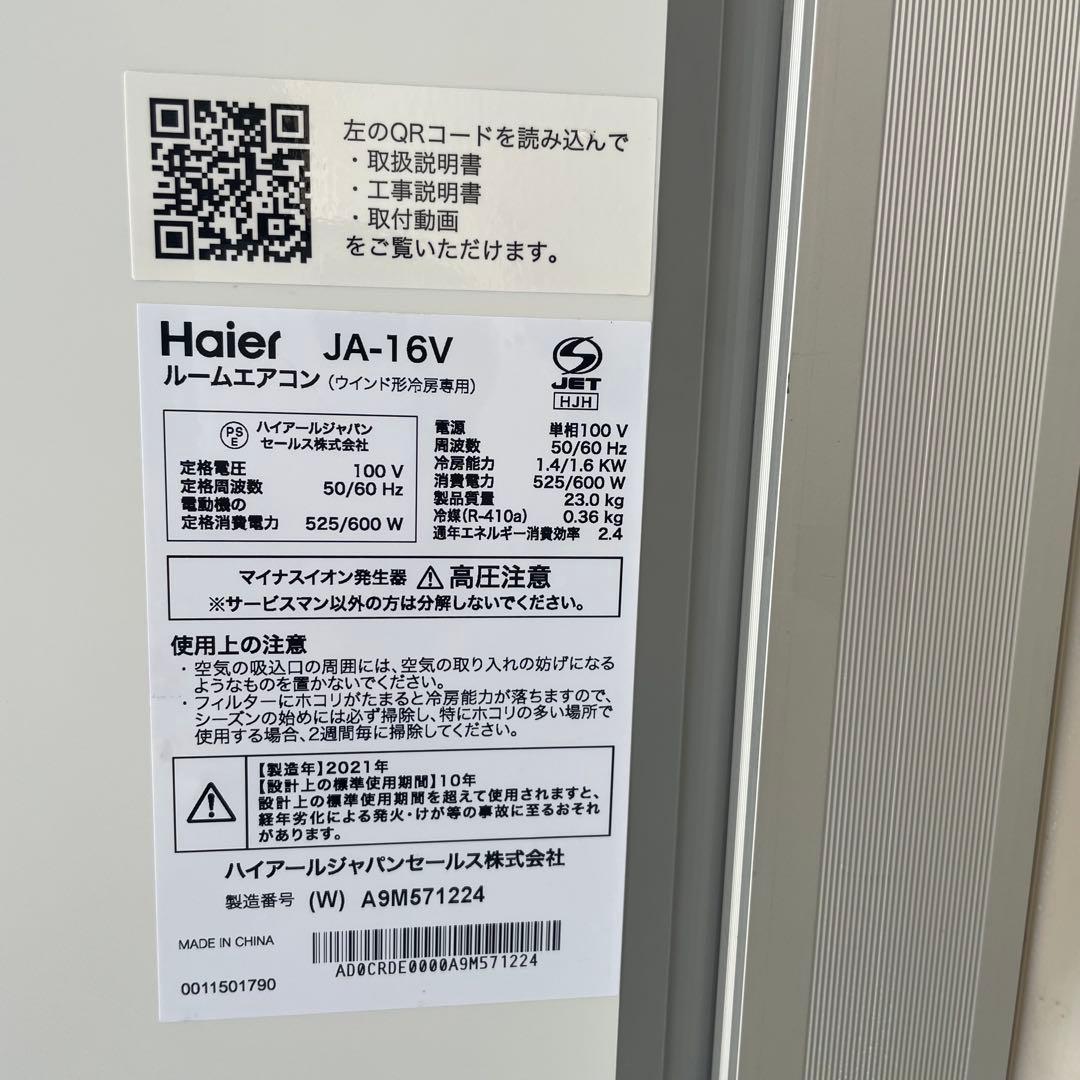 左のQRコードを読み込んで
・取扱説明書
・工事説明書
・取付動画
をご覧いただけます。
Haier JA-16V
ルームエアコン (ウインド形冷房専用)
JET
HJH
PSE ハイアールジャパン
セールス株式会社
定格電圧 100 V
定格周波数 50/60 Hz
電動機の
定格消費電力 525/600 W
電源 単相100 V
周波数 50/60 Hz
冷房能力 1.4/1.6 KW
消費電力 525/600 W
製品質量 23.0 kg
冷媒(R-410a) 0.36 kg
通年エネルギー消費効率 2.4
マイナスイオン発生器 ⚠ 高圧注意
※サービスマン以外の方は分解しないでください。
使用上の注意
・空気の吸込口の周囲には、空気の取り入れの妨げになる
ようなものを置かないでください。
・フィルターにホコリがたまると冷房能力が落ちますので、
シーズンの始めには必ず掃除し、特にホコリの多い場所で
使用する場合、2週間毎に掃除してください。
【製造年】2021年
【設計上の標準使用期間】10年
設計上の標準使用期間を超えて使用されますと、
経年劣化による発火・けが等の事故に至るおそれ
があります。
ハイアールジャパンセールス株式会社
製造番号 (W) A9M571224
MADE IN CHINA
AD0CRDE0000A9M571224
0011501790